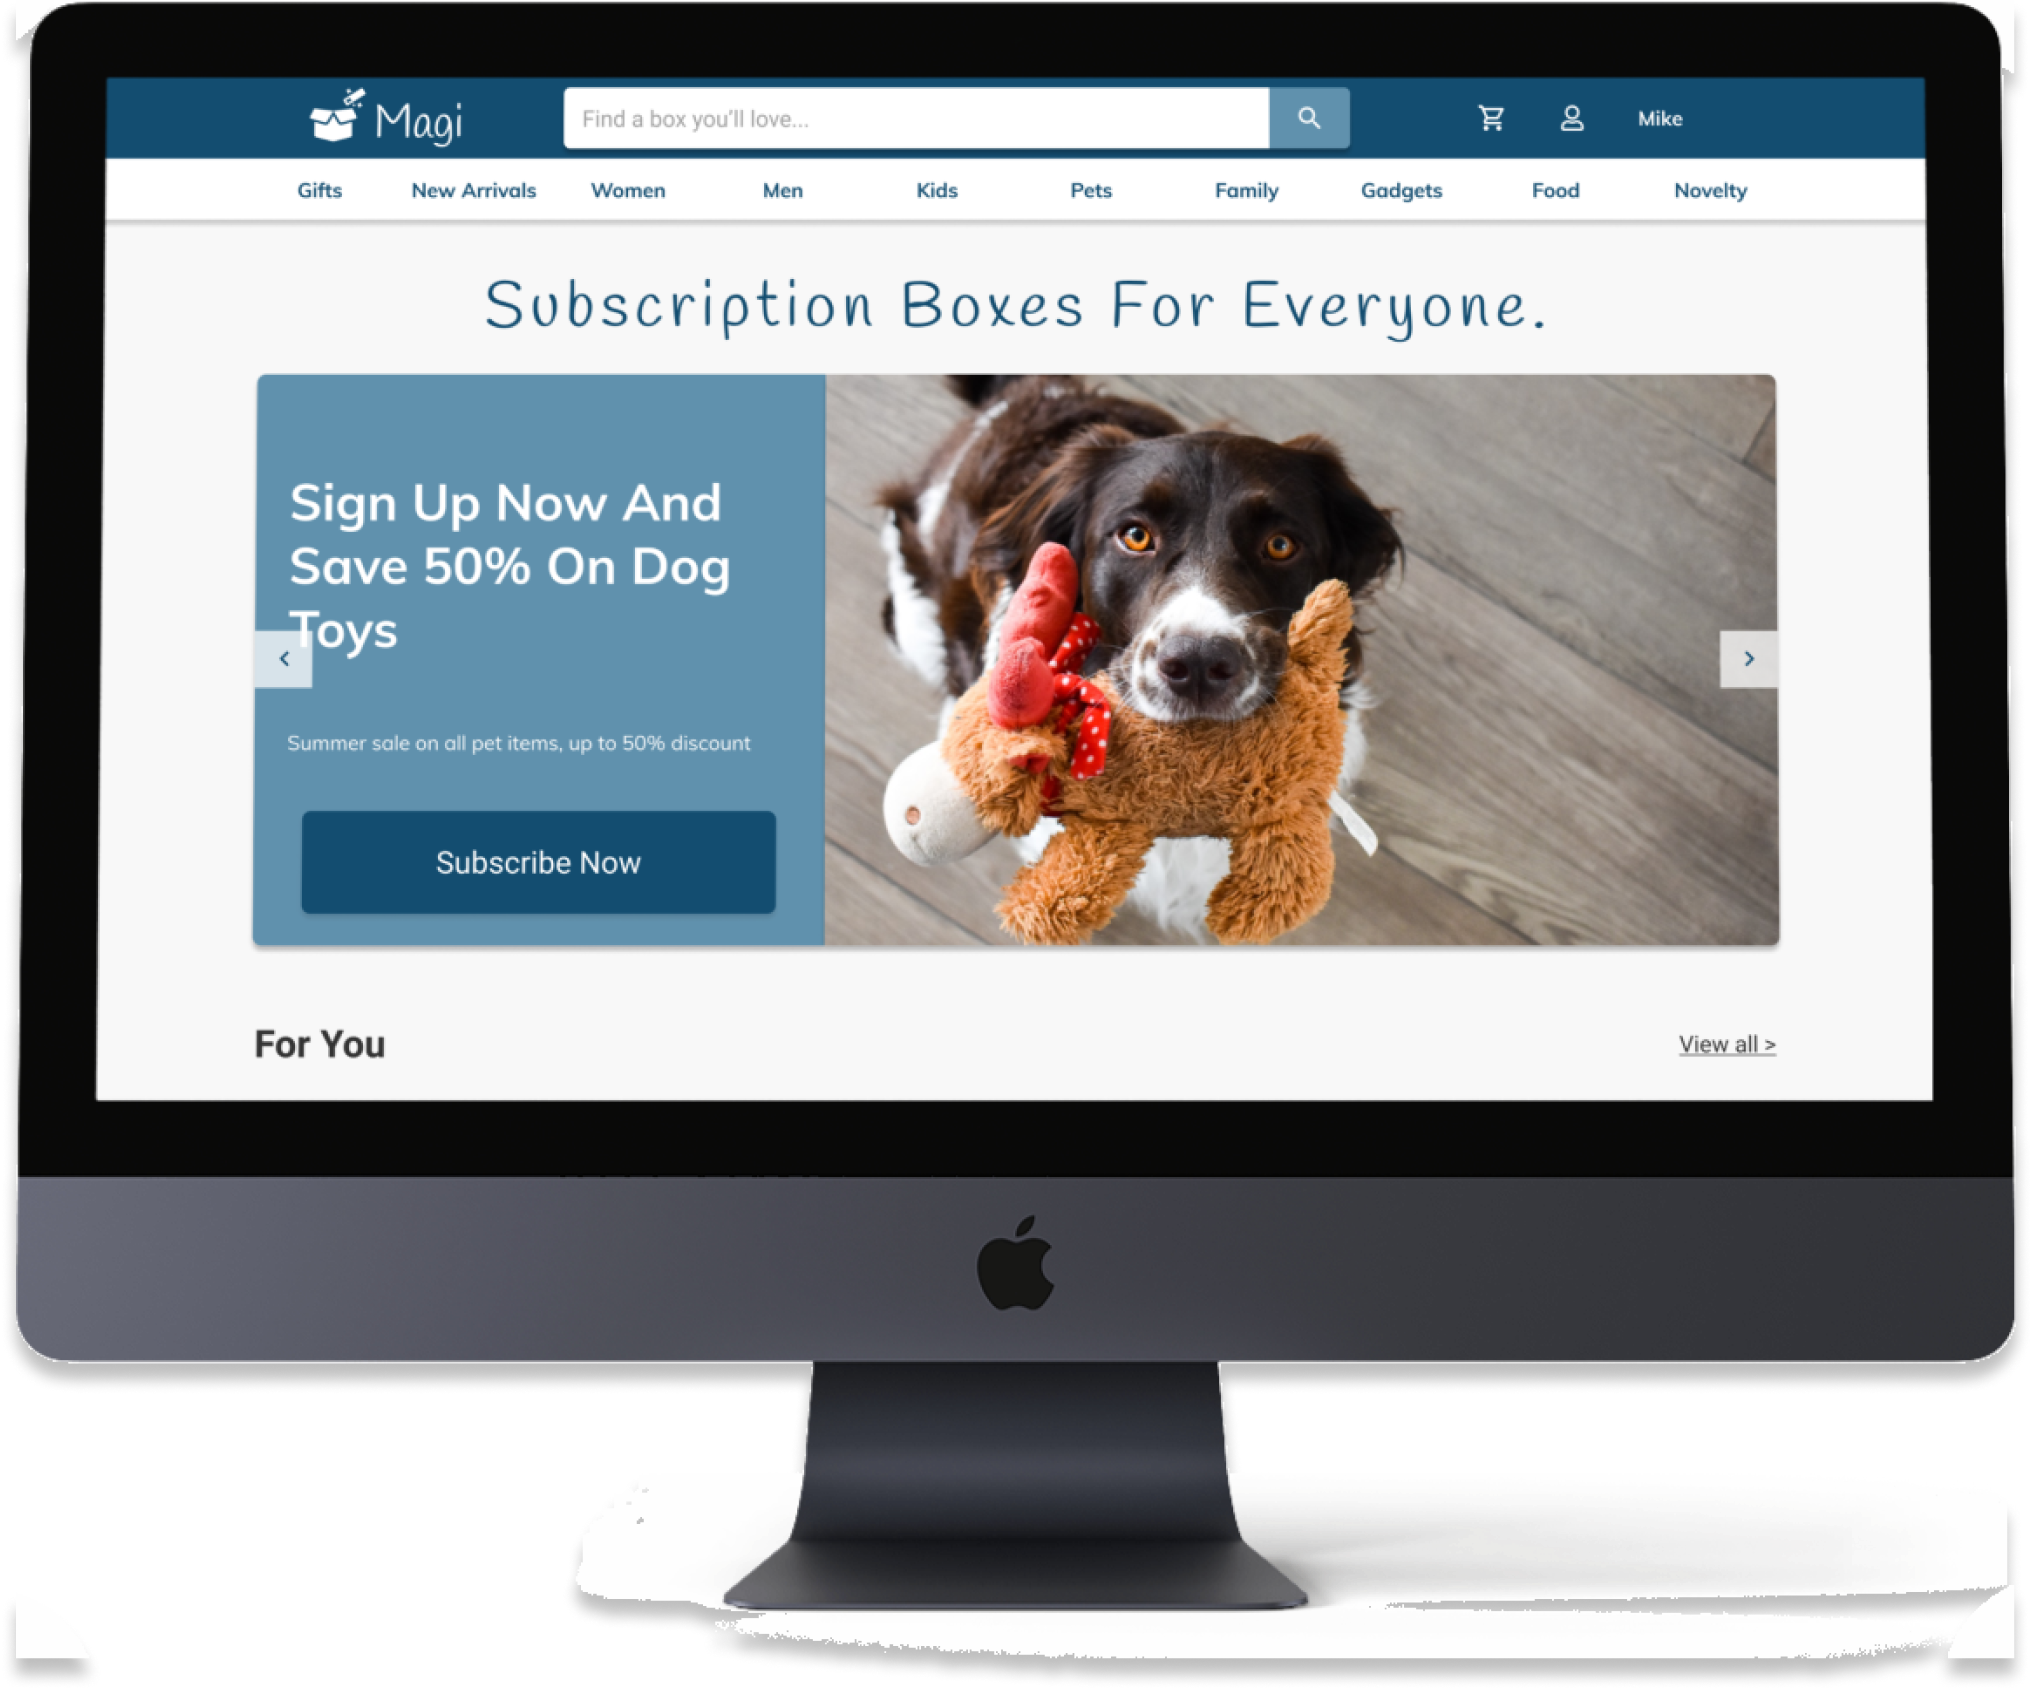 Magi
Find a box you'll love...
Mike
Gifts New Arrivals Women Men Kids Pets Family Gadgets Food Novelty
Subscription Boxes For Everyone.
Sign Up Now And
Save 50% On Dog
Toys
Summer sale on all pet items, up to 50% discount
Subscribe Now
For You
View all >